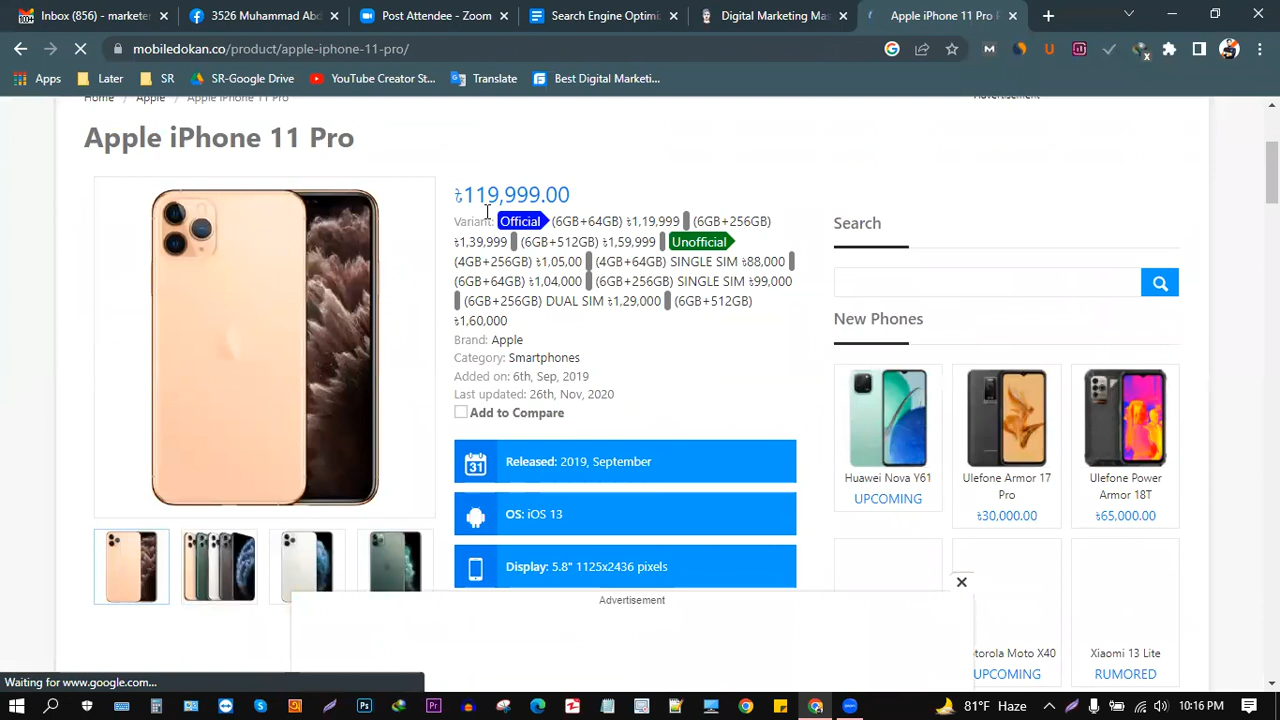 Inbox (856) - marketer
3526 Muhammad Abd
Post Attendee - Zoom
Search Engine Optimi
Digital Marketing Ma
Apple iPhone 11 Pro
mobiledokan.co/product/apple-iphone-11-pro/
Apps
Later
SR
SR-Google Drive
YouTube Creator St...
Translate
Best Digital Marketi...
Home
Apple
Apple iPhone 11 Pro
Advertisement
Apple iPhone 11 Pro
৳119,999.00
Variant: Official (6GB+64GB) ৳1,19,999 (6GB+256GB)
৳1,39,999 (6GB+512GB) ৳1,59,999 Unofficial
(4GB+256GB) ৳1,05,00 (4GB+64GB) SINGLE SIM ৳88,000
(6GB+64GB) ৳1,04,000 (6GB+256GB) SINGLE SIM ৳99,000
(6GB+256GB) DUAL SIM ৳1,29,000 (6GB+512GB)
৳1,60,000
Brand: Apple
Category: Smartphones
Added on: 6th, Sep, 2019
Last updated: 26th, Nov, 2020
Add to Compare
31
Released: 2019, September
OS: iOS 13
Display: 5.8" 1125x2436 pixels
Search
New Phones
Huawei Nova Y61
UPCOMING
Ulefone Armor 17
Pro
৳30,000.00
Ulefone Power
Armor 18T
৳65,000.00
torola Moto X40
UPCOMING
Xiaomi 13 Lite
RUMORED
Advertisement
Waiting for www.google.com...
81°F Haze
10:16 PM